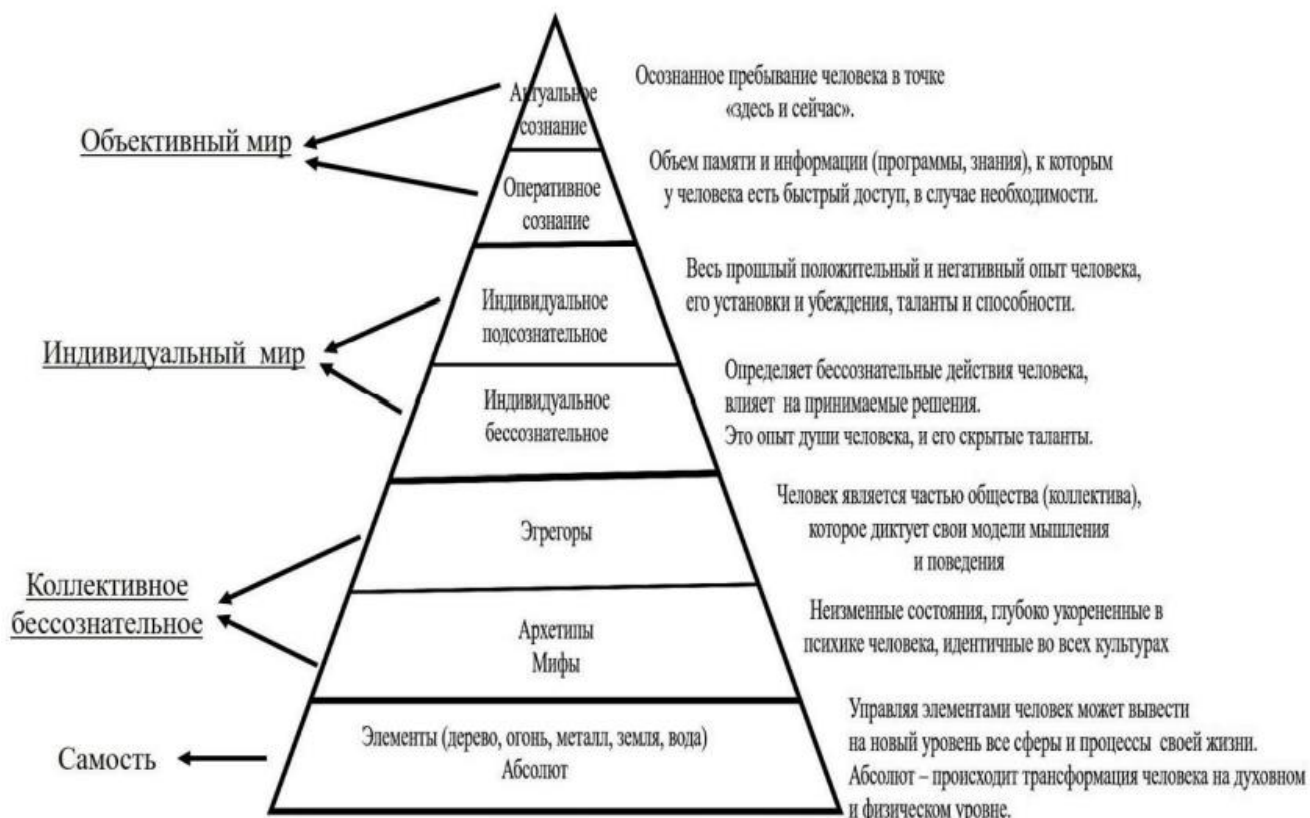 Актуальное
сознание
Осознанное пребывание человека в точке
«здесь и сейчас».
Объективный мир
Оперативное
сознание
Объем памяти и информации (программы, знания), к которым
у человека есть быстрый доступ, в случае необходимости.
Индивидуальное
подсознательное
Весь прошлый положительный и негативный опыт человека,
его установки и убеждения, таланты и способности.
Индивидуальный мир
Индивидуальное
бессознательное
Определяет бессознательные действия человека,
влияет на принимаемые решения.
Это опыт души человека, и его скрытые таланты.
Эгрегоры
Человек является частью общества (коллектива),
которое диктует свои модели мышления
и поведения
Коллективное
бессознательное
Архетипы
Мифы
Неизменные состояния, глубоко укорененные в
психике человека, идентичные во всех культурах
Самость
Элементы (дерево, огонь, металл, земля, вода)
Абсолют
Управляя элементами человек может вывести
на новый уровень все сферы и процессы своей жизни.
Абсолют – происходит трансформация человека на духовном
и физическом уровне.